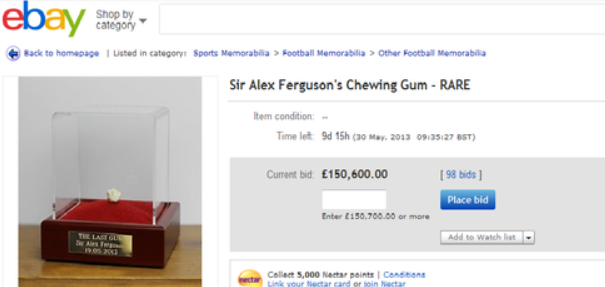 ebay
Shop by
category
Back to homepage | Listed in category: Sports Memorabilia > Football Memorabilia > Other Football Memorabilia
Sir Alex Ferguson's Chewing Gum - RARE
Item condition: --
Time left: 9d 15h (30 May, 2013 09:35:27 BST)
Current bid: £150,600.00 [ 98 bids ]
Place bid
Enter £150,700.00 or more
Add to Watch list
THE LAST GUM
Sir Alex Ferguson
19.05.2013
nectar
Collect 5,000 Nectar points | Conditions
Link your Nectar card or Join Nectar